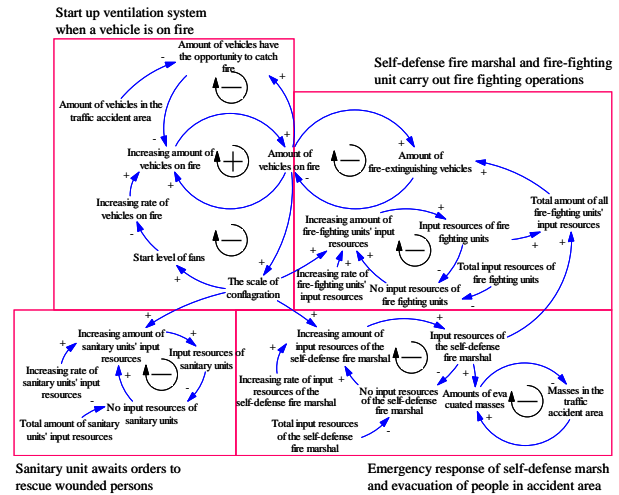 Start up ventilation system
when a vehicle is on fire
Self-defense fire marshal and fire-fighting
unit carry out fire fighting operations
Amount of vehicles have
the opportunity to catch
fire
-
+
Amount of vehicles in the
traffic accident area
-
+
+
Increasing amount of
vehicles on fire
Amount of
vehicles on fire
Amount of
fire-extinguishing vehicles
+
+
-
+
Increasing rate of
vehicles on fire
Total amount of all
fire-fighting units'
input resources
+
Increasing amount of
fire-fighting units' input
resources
Input resources of fire
fighting units
-
+
+
+
Start level of fans
+
+
+
+
-
Total input resources of
fire fighting units
Increasing rate of
fire-fighting units'
input resources
The scale of
conflagration
No input resources of
fire fighting units
-
+
+
+
Increasing amount of
sanitary units' input
resources
+
+
Input resources of
sanitary units
Increasing amount of
input resources of the
self-defense fire marshal
+
Input resources of
the self-defense
fire marshal
Increasing rate of
sanitary units' input
resources
+
-
Increasing rate of input
resources of the
self-defense fire marshal
+
-
+
-
No input resources
of the self-defense
fire marshal
Amounts of eva
cuated masses
Masses in the
traffic
accident area
-
No input resources of
sanitary units
Total amount of sanitary
units' input resources
Total input resources
of the self-defense
fire marshal
-
+
Sanitary unit awaits orders to
rescue wounded persons
Emergency response of self-defense marsh
and evacuation of people in accident area